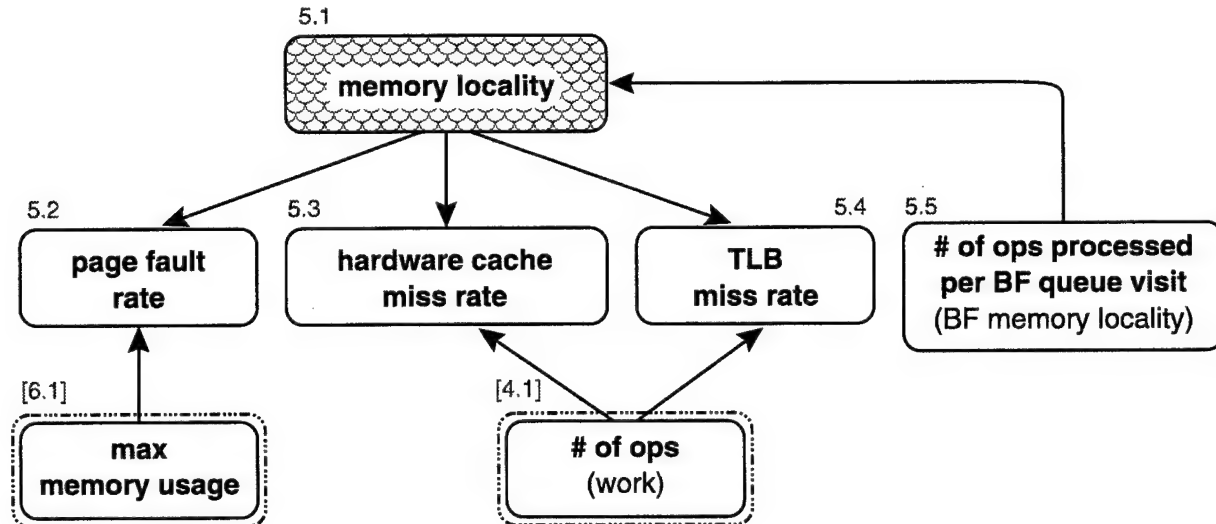 5.1
memory locality
5.2
5.3
5.4
5.5
page fault
rate
hardware cache
miss rate
TLB
miss rate
# of ops processed
per BF queue visit
(BF memory locality)
[6.1]
[4.1]
max
memory usage
# of ops
(work)